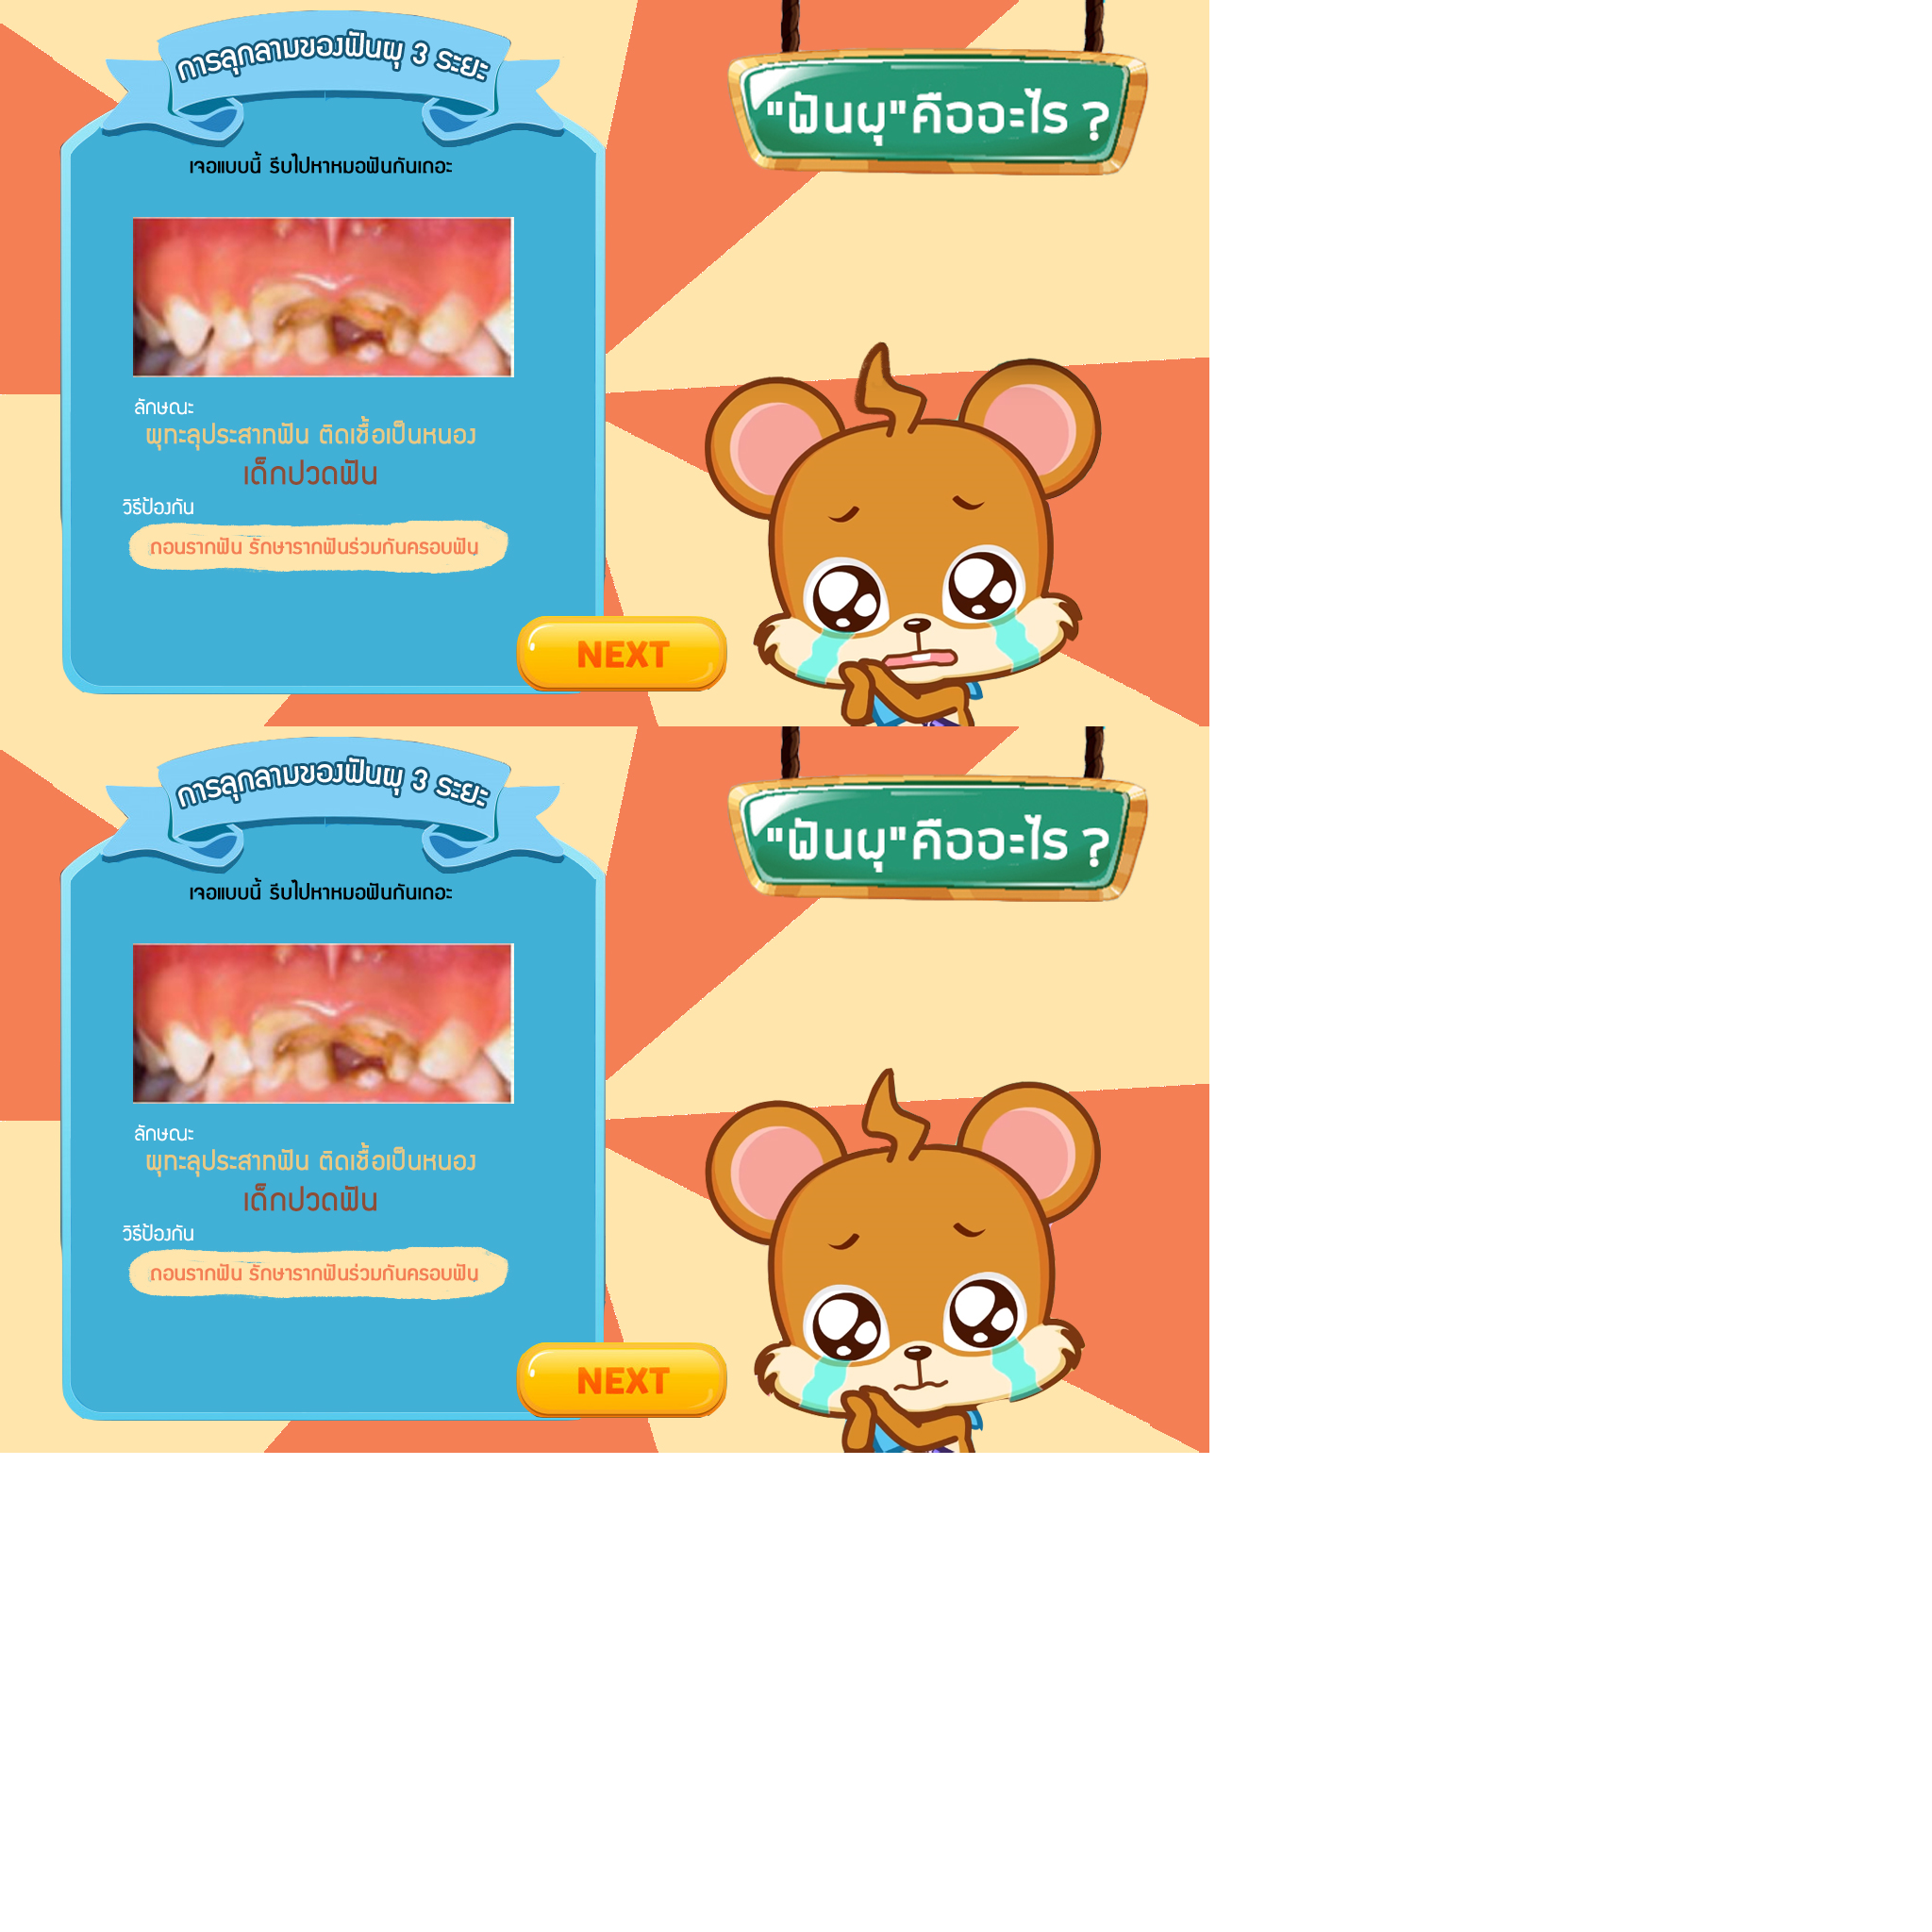 การลุกลามของฟันผุ 3 ระยะ
"ฟันผุ"คืออะไร ?
เจอแบบนี้ รีบไปหาหมอฟันกันเถอะ
ลักษณะ
ผุทะลุประสาทฟัน ติดเชื้อเป็นหนอง
เด็กปวดฟัน
วิธีป้องกัน
ถอนรากฟัน รักษารากฟันร่วมกันครอบฟัน
NEXT
การลุกลามของฟันผุ 3 ระยะ
"ฟันผุ"คืออะไร ?
เจอแบบนี้ รีบไปหาหมอฟันกันเถอะ
ลักษณะ
ผุทะลุประสาทฟัน ติดเชื้อเป็นหนอง
เด็กปวดฟัน
วิธีป้องกัน
ถอนรากฟัน รักษารากฟันร่วมกันครอบฟัน
NEXT